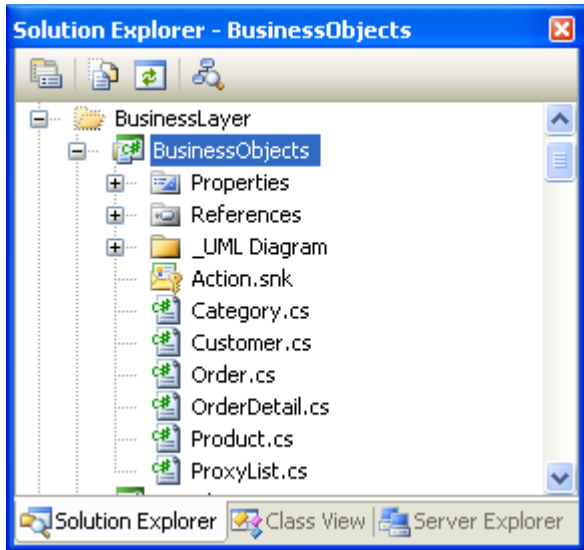 Solution Explorer - BusinessObjects
BusinessLayer
BusinessObjects
Properties
References
_UML Diagram
Action.snk
Category.cs
Customer.cs
Order.cs
OrderDetail.cs
Product.cs
ProxyList.cs
Solution Explorer Class View Server Explorer